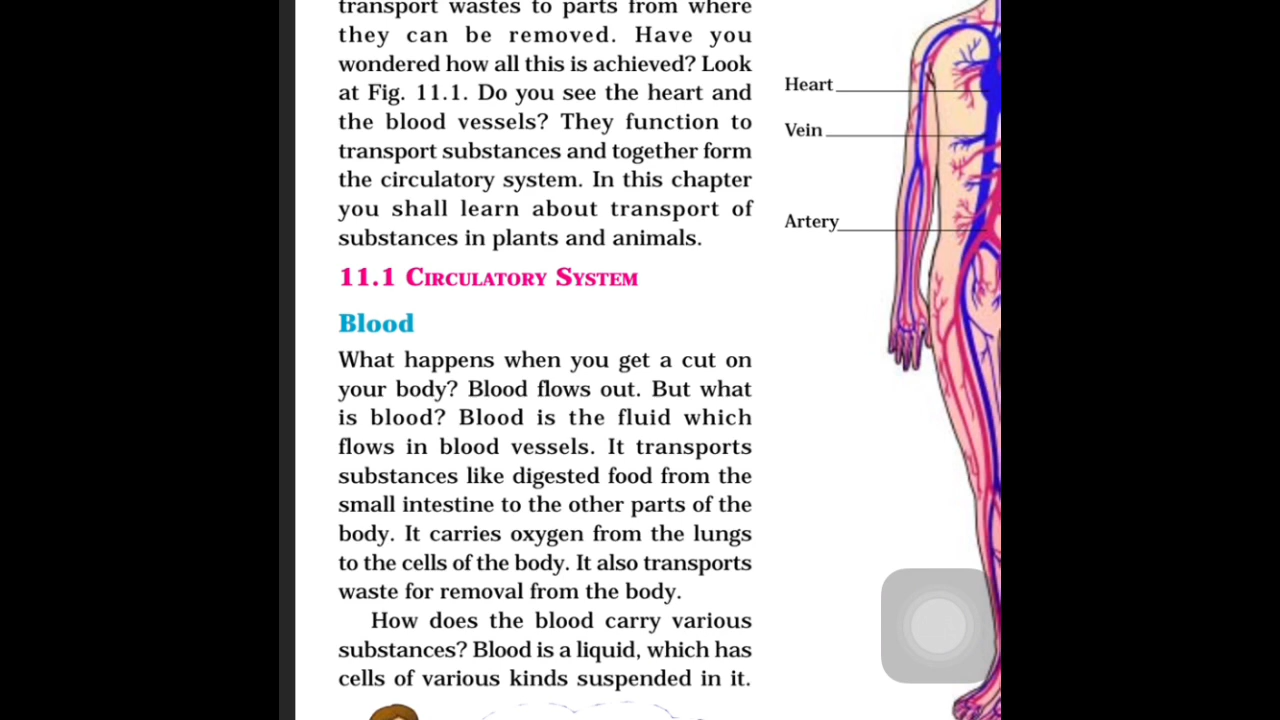 transport wastes to parts from where
they can be removed. Have you
wondered how all this is achieved? Look
at Fig. 11.1. Do you see the heart and
the blood vessels? They function to
transport substances and together form
the circulatory system. In this chapter
you shall learn about transport of
substances in plants and animals.
11.1 CIRCULATORY SYSTEM
Blood
What happens when you get a cut on
your body? Blood flows out. But what
is blood? Blood is the fluid which
flows in blood vessels. It transports
substances like digested food from the
small intestine to the other parts of the
body. It carries oxygen from the lungs
to the cells of the body. It also transports
waste for removal from the body.
How does the blood carry various
substances? Blood is a liquid, which has
cells of various kinds suspended in it.
Heart
Vein
Artery